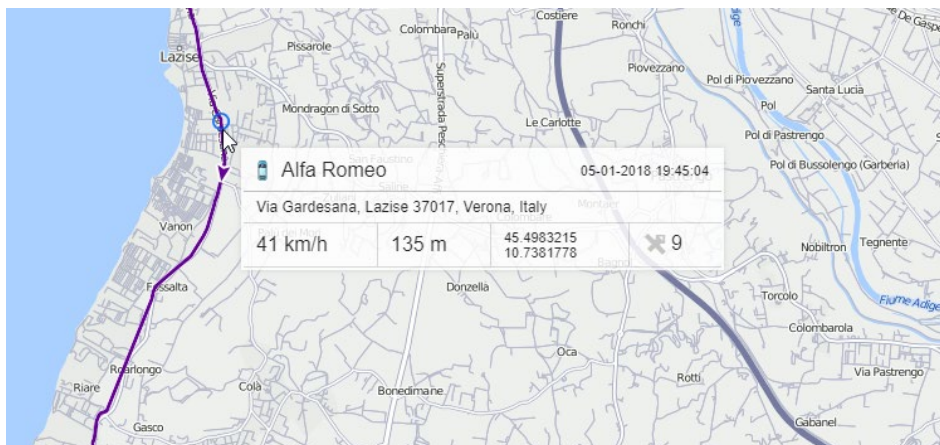 Costiere
Ronchi
Colombara
Palù
Pissarole
Lazise
Piovezzano
Pol di Piovezzano
Santa Lucia
Pol
Mondragon di Sotto
Le Carlotte
Pol di Pastrengo
Pol di Bussolengo (Garberia)
Alfa Romeo
05-01-2018 19:45:04
Via Gardesana, Lazise 37017, Verona, Italy
41 km/h
135 m
45.4983215
10.7381778
9
Vanon
Nobiltron
Tegnente
Fossalta
Donzella
Torcolo
Fiume Adige
Colombarola
Roarlongo
Oca
Via Pastrengo
Riare
Colà
Bonedimane
Rotti
Gasco
Gabanel